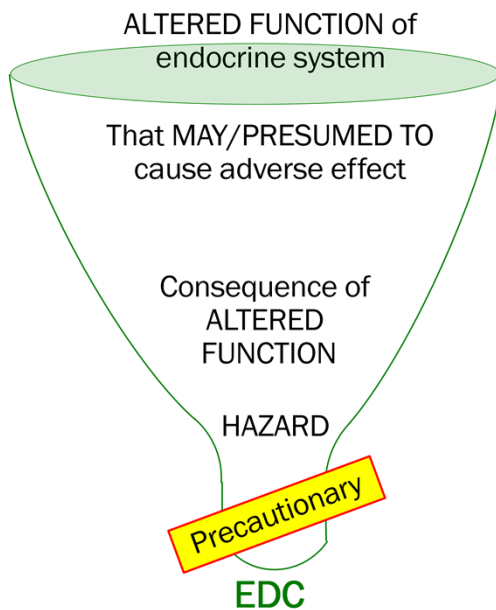 ALTERED FUNCTION of
endocrine system
That MAY/PRESUMED TO
cause adverse effect
Consequence of
ALTERED
FUNCTION
HAZARD
Precautionary
EDC